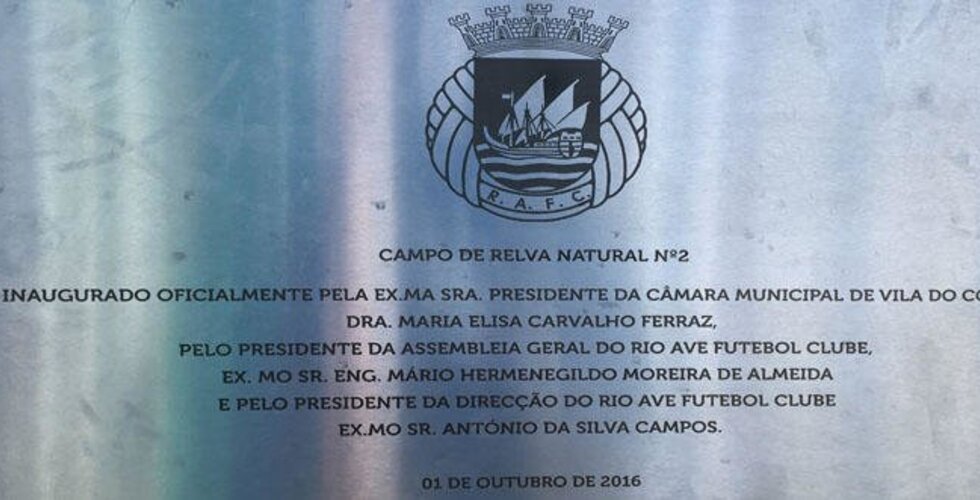 R. A. F. C.
CAMPO DE RELVA NATURAL Nº2
INAUGURADO OFICIALMENTE PELA EX.MA SRA. PRESIDENTE DA CÂMARA MUNICIPAL DE VILA DO
DRA. MARIA ELISA CARVALHO FERRAZ,
PELO PRESIDENTE DA ASSEMBLEIA GERAL DO RIO AVE FUTEBOL CLUBE,
EX. MO SR. ENG. MÁRIO HERMENEGILDO MOREIRA DE ALMEIDA
E PELO PRESIDENTE DA DIRECÇÃO DO RIO AVE FUTEBOL CLUBE
EX.MO SR. ANTÓNIO DA SILVA CAMPOS.
01 DE OUTUBRO DE 2016